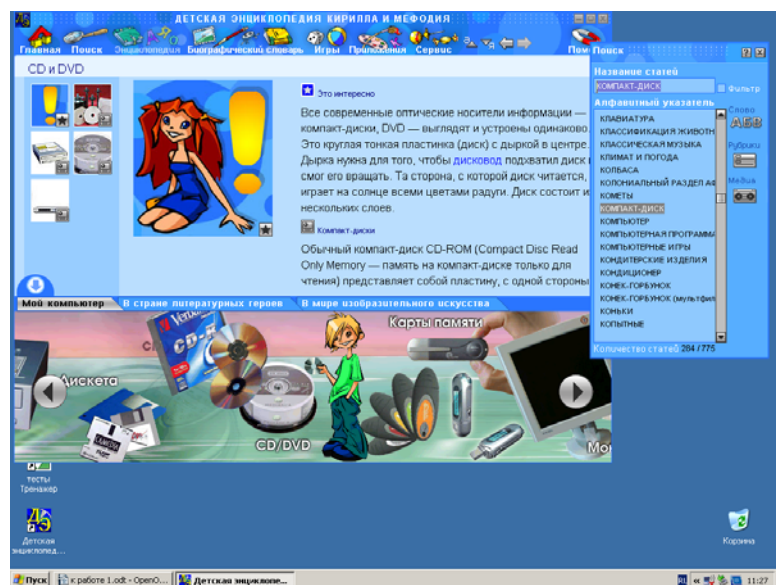 ДЕТСКАЯ ЭНЦИКЛОПЕДИЯ КИРИЛЛА И МЕФОДИЯ
Главная Поиск Энциклопедия Биографический словарь Игры Приложения Сервис
CD и DVD
Это интересно
Все современные оптические носители информации —
компакт-диски, DVD — выглядят и устроены одинаково.
Это круглая тонкая пластинка (диск) с дыркой в центре.
Дырка нужна для того, чтобы дисковод подхватил диск
смог его вращать. Та сторона, с которой диск читается,
играет на солнце всеми цветами радуги. Диск состоит из
нескольких слоев.
Компакт-диски
Обычный компакт-диск CD-ROM (Compact Disc Read
Only Memory — память на компакт-диске только для
чтения) представляет собой пластину, с одной стороны
Мой компьютер В стране литературных героев В мире изобразительного искусства
Verbatim
CD-R
Карты памяти
Дискета
CD/DVD
Мо
Поиск
Название статей
КОМПАКТ-ДИСК
Фильтр
Алфавитный указатель
Слово
АБВ
Рубрики
Медиа
КЛАВИАТУРА
КЛАССИФИКАЦИЯ ЖИВОТН
КЛАССИЧЕСКАЯ МУЗЫКА
КЛИМАТ И ПОГОДА
КОЛБАСА
КОЛОНИАЛЬНЫЙ РАЗДЕЛ АФ
КОМЕТЫ
КОМПАКТ-ДИСК
КОМПЬЮТЕР
КОМПЬЮТЕРНАЯ ПРОГРАММА
КОМПЬЮТЕРНЫЕ ИГРЫ
КОНДИТЕРСКИЕ ИЗДЕЛИЯ
КОНДИЦИОНЕР
КОНЕК-ГОРБУНОК
КОНЕК-ГОРБУНОК (мультфил
КОНЬКИ
КОПЫТНЫЕ
Количество статей 284 / 775
тесты
Тренажер
Детская
энциклопед...
Корзина
Пуск
к работе 1.odt - OpenO...
Детская энциклопе...
11:27